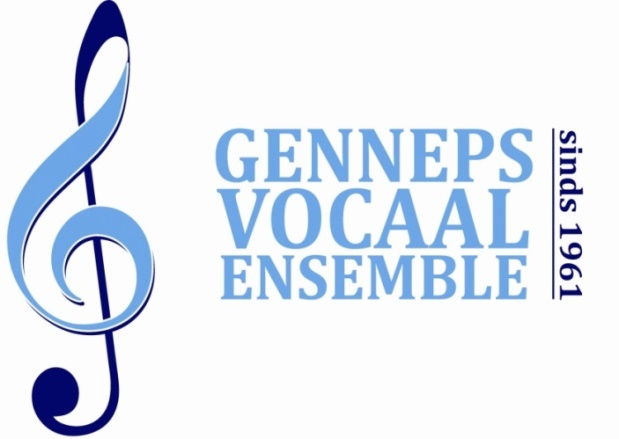 GENNEPS
VOCAAL
ENSEMBLE
sinds 1961